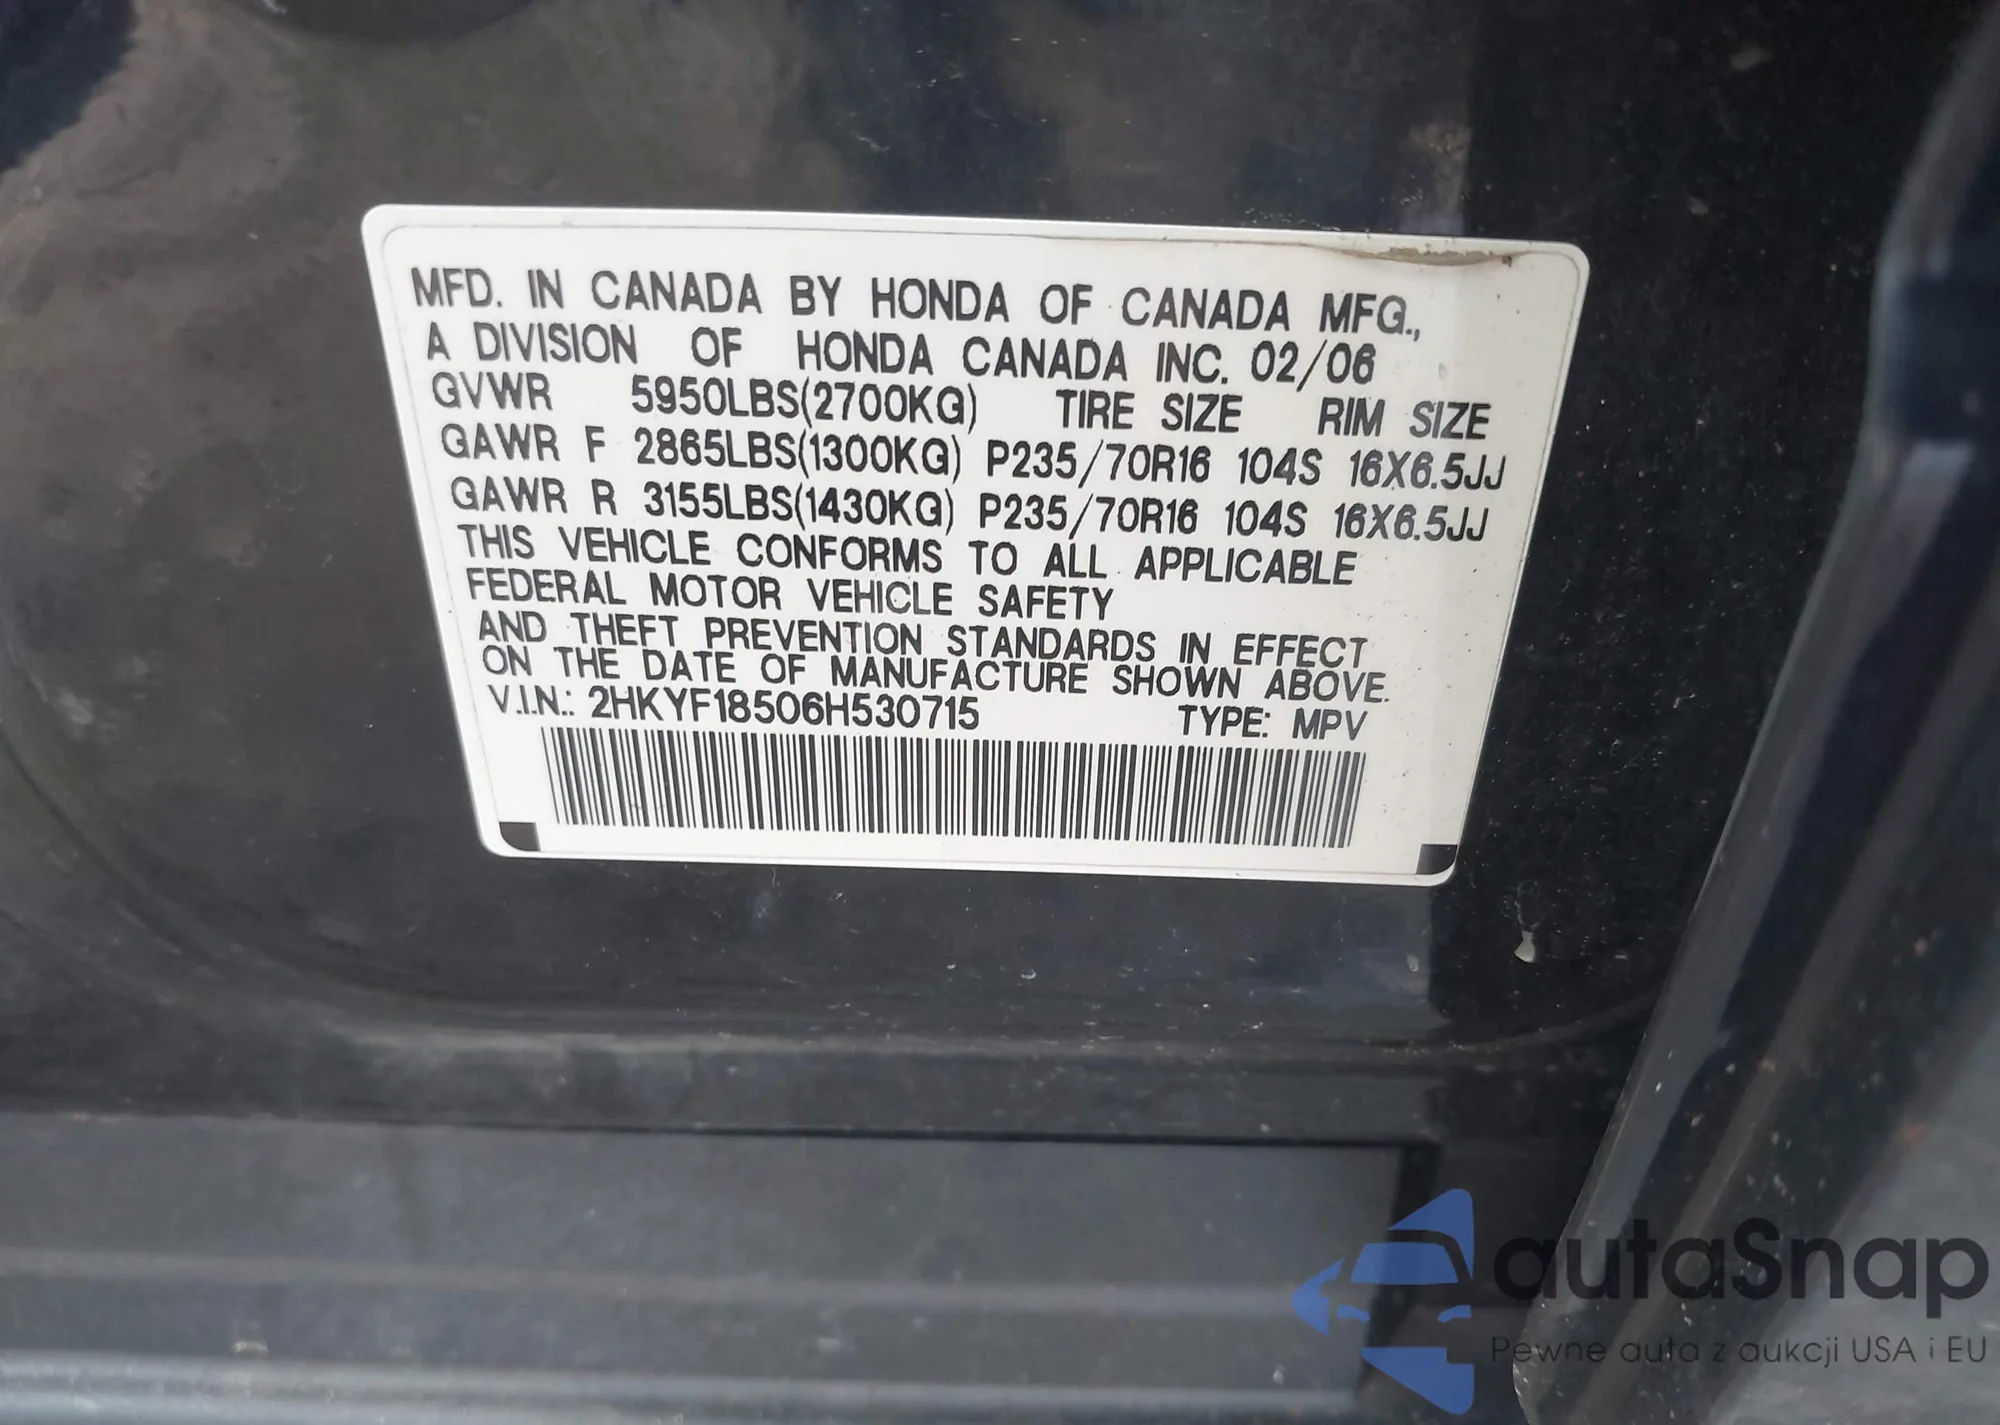 MFD. IN CANADA BY HONDA OF CANADA MFG.,
A DIVISION OF HONDA CANADA INC. 02/06
GVWR 5950LBS(2700KG) TIRE SIZE RIM SIZE
GAWR F 2865LBS(1300KG) P235/70R16 104S 16X6.5JJ
GAWR R 3155LBS(1430KG) P235/70R16 104S 16X6.5JJ
THIS VEHICLE CONFORMS TO ALL APPLICABLE
FEDERAL MOTOR VEHICLE SAFETY
AND THEFT PREVENTION STANDARDS IN EFFECT
ON THE DATE OF MANUFACTURE SHOWN ABOVE.
V.I.N.: 2HKYF18506H530715 TYPE: MPV
autaSnap
Pewne auta z aukcji USA i EU